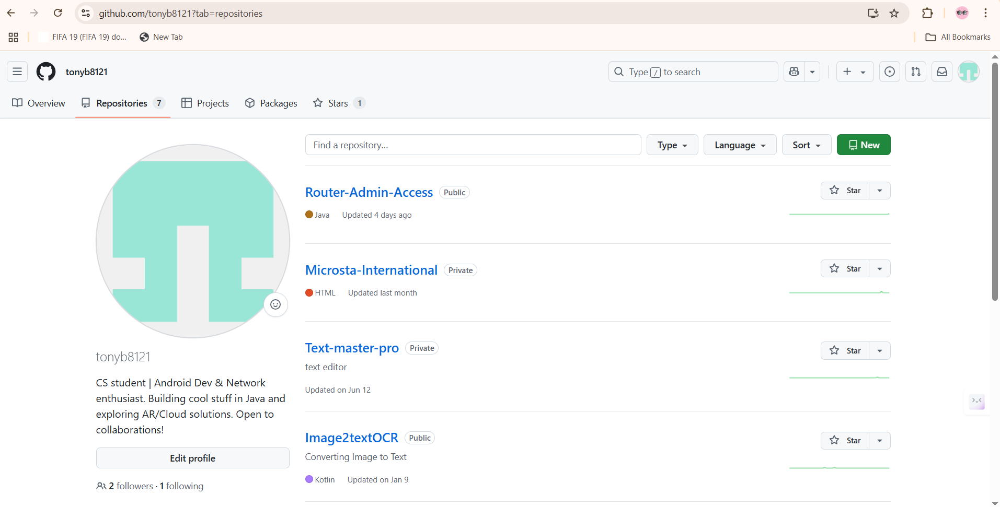 github.com/tonyb8121?tab=repositories
FIFA 19 (FIFA 19) do...
New Tab
All Bookmarks
tonyb8121
Type / to search
Overview
Repositories 7
Projects
Packages
Stars 1
Find a repository...
Type
Language
Sort
New
Router-Admin-Access Public
Star
Java Updated 4 days ago
Microsta-International Private
Star
HTML Updated last month
Text-master-pro Private
Star
text editor
Updated on Jun 12
Image2textOCR Public
Star
Converting Image to Text
Kotlin Updated on Jan 9
tonyb8121
CS student | Android Dev & Network
enthusiast. Building cool stuff in Java and
exploring AR/Cloud solutions. Open to
collaborations!
Edit profile
2 followers · 1 following